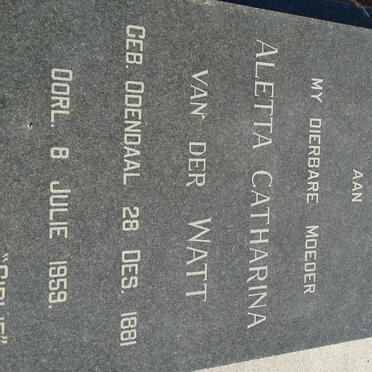 AAN
MY DIERBARE MOEDER
ALETTA CATHARINA
VAN DER WATT
GEB. ODENDAAL 28 DES. 1881
OORL. 8 JULIE 1959.